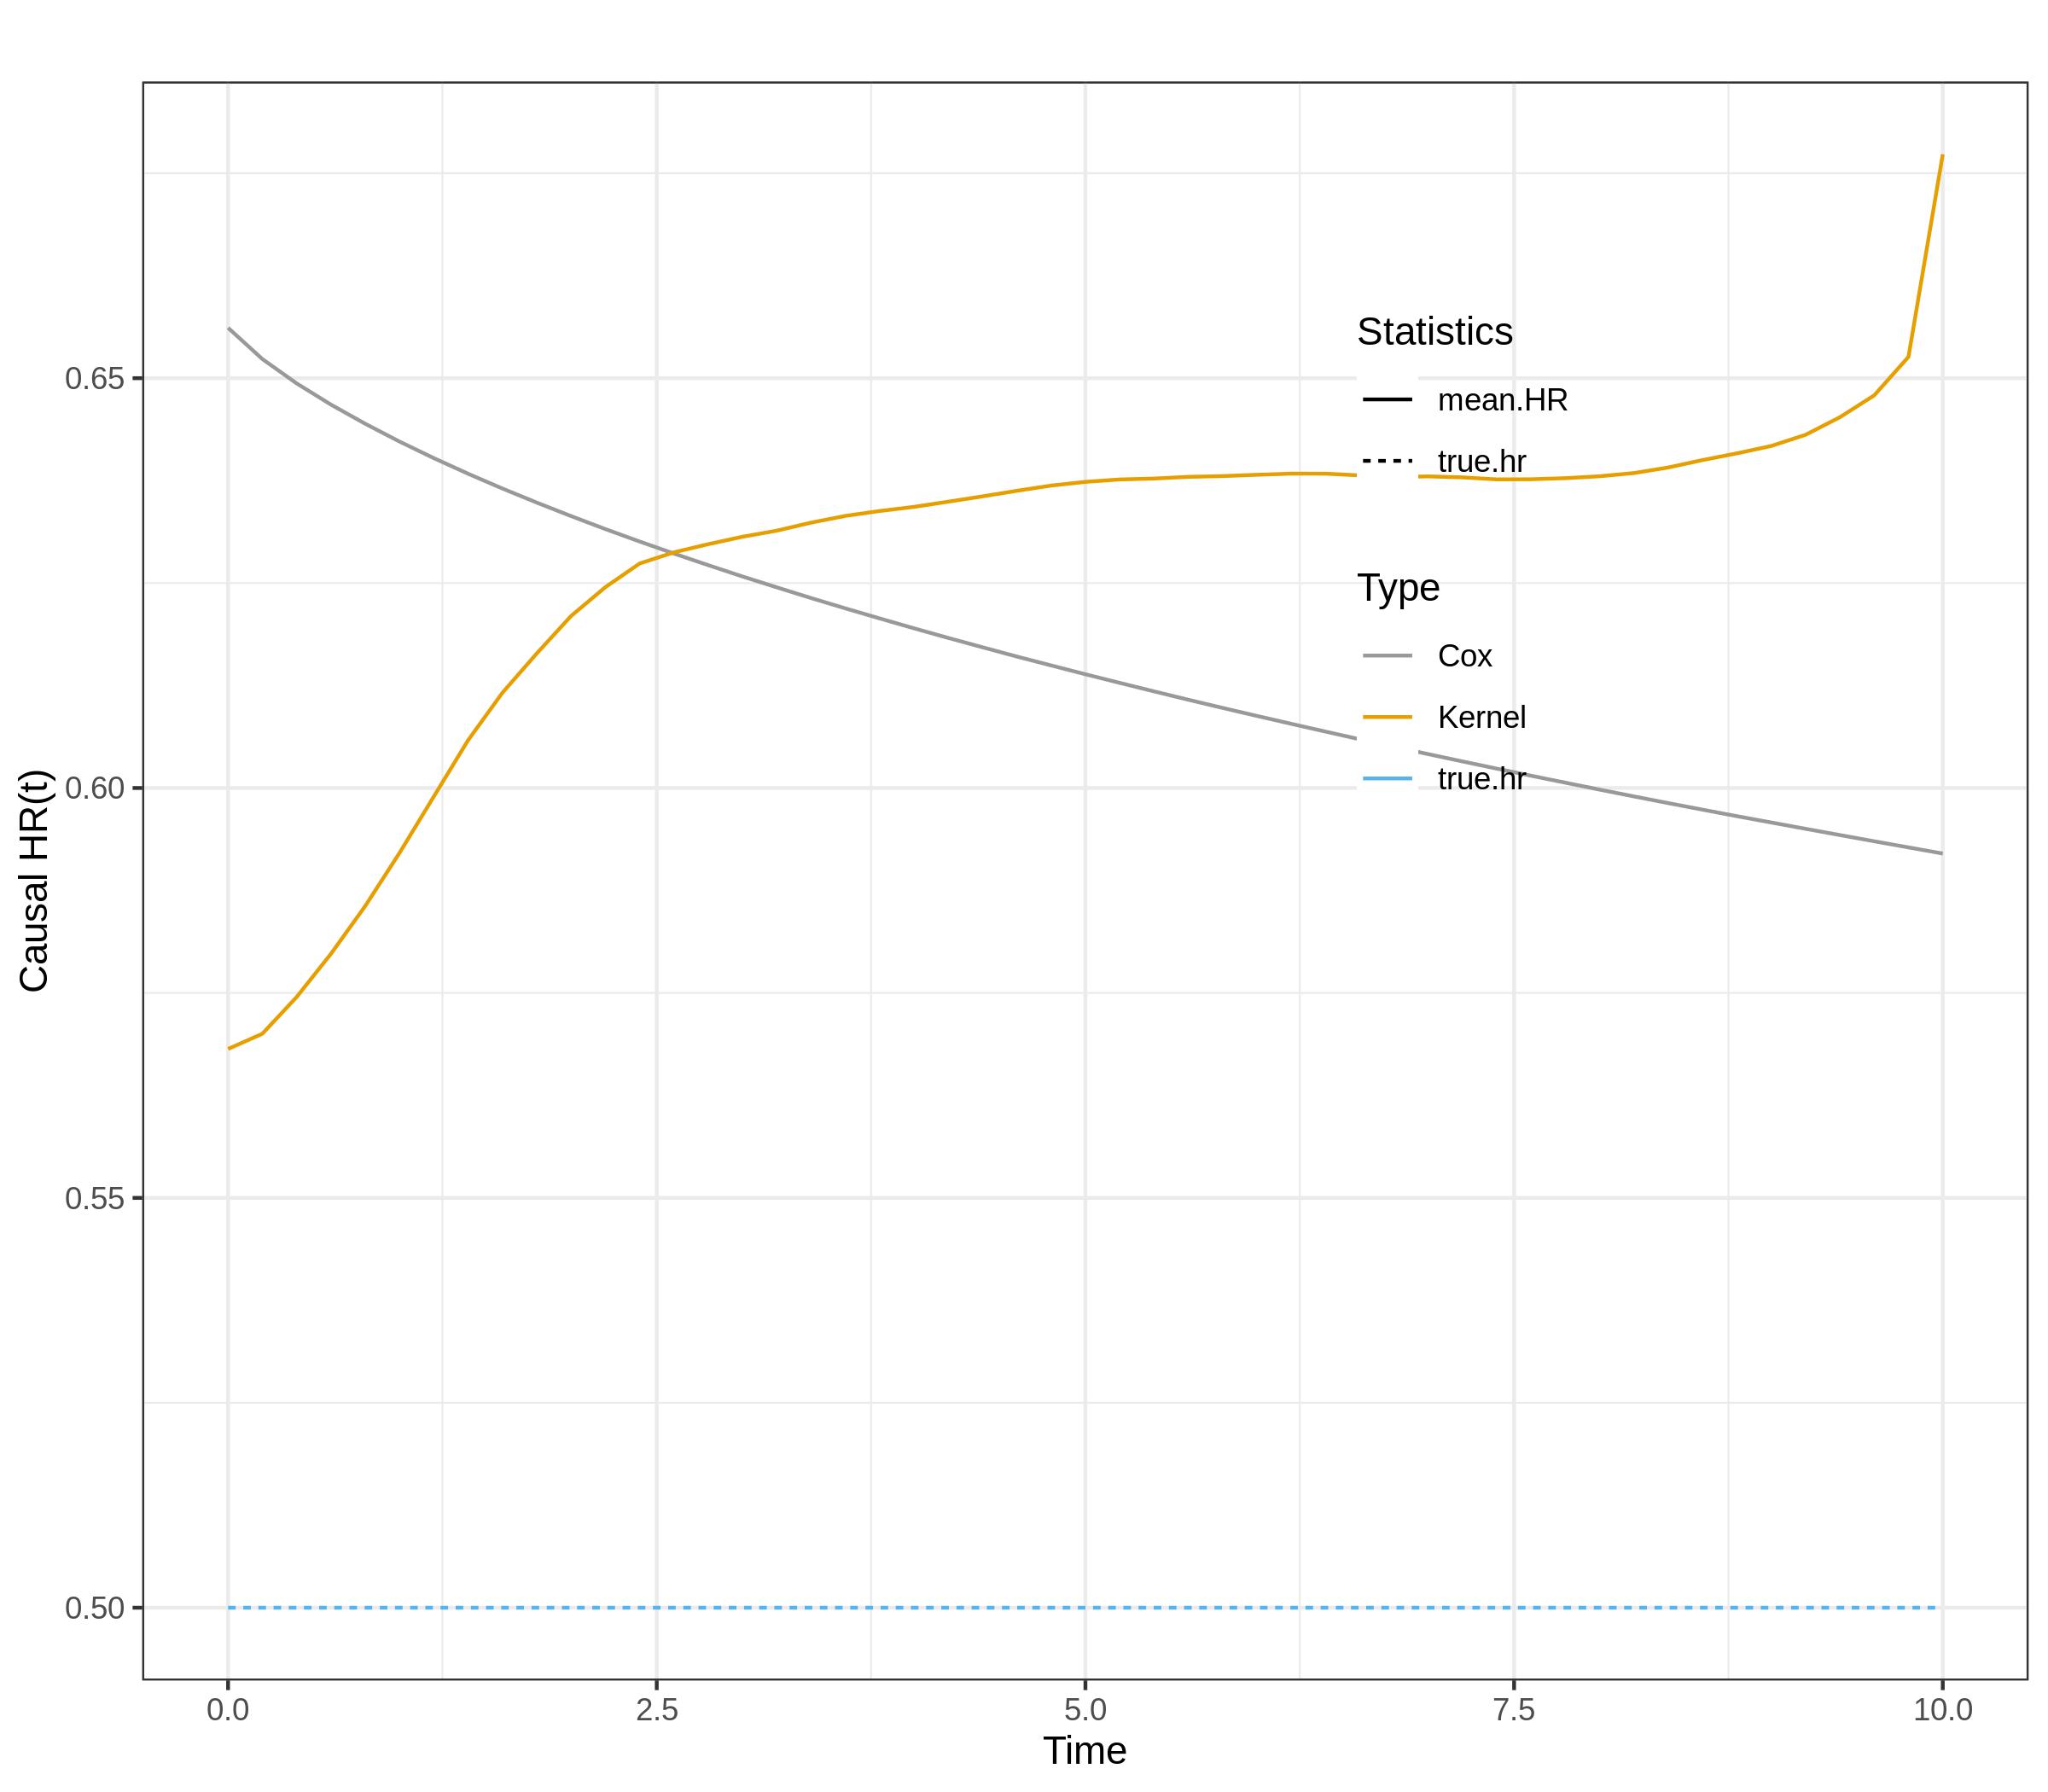 Causal HR(t)
0.65
0.60
0.55
0.50
Statistics
mean.HR
true.hr
Type
Cox
Kernel
true.hr
0.0
2.5
5.0
7.5
10.0
Time